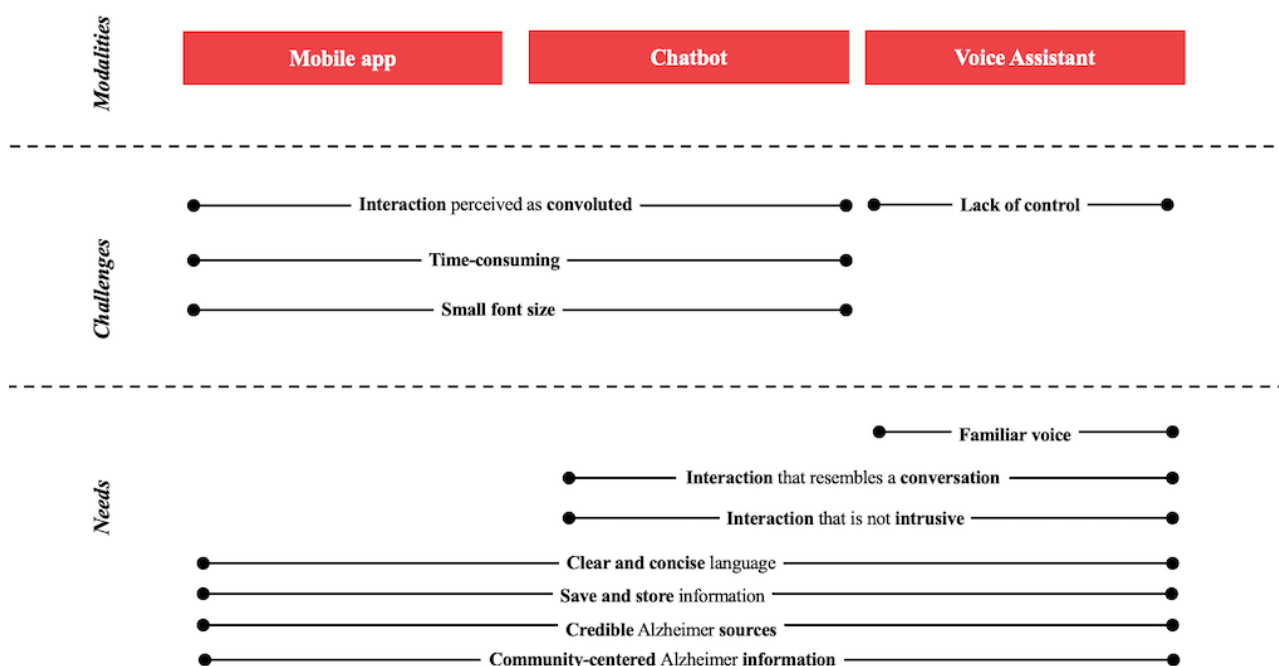 Modalities
Mobile app
Chatbot
Voice Assistant
Challenges
Interaction perceived as convoluted
Lack of control
Time-consuming
Small font size
Needs
Familiar voice
Interaction that resembles a conversation
Interaction that is not intrusive
Clear and concise language
Save and store information
Credible Alzheimer sources
Community-centered Alzheimer information